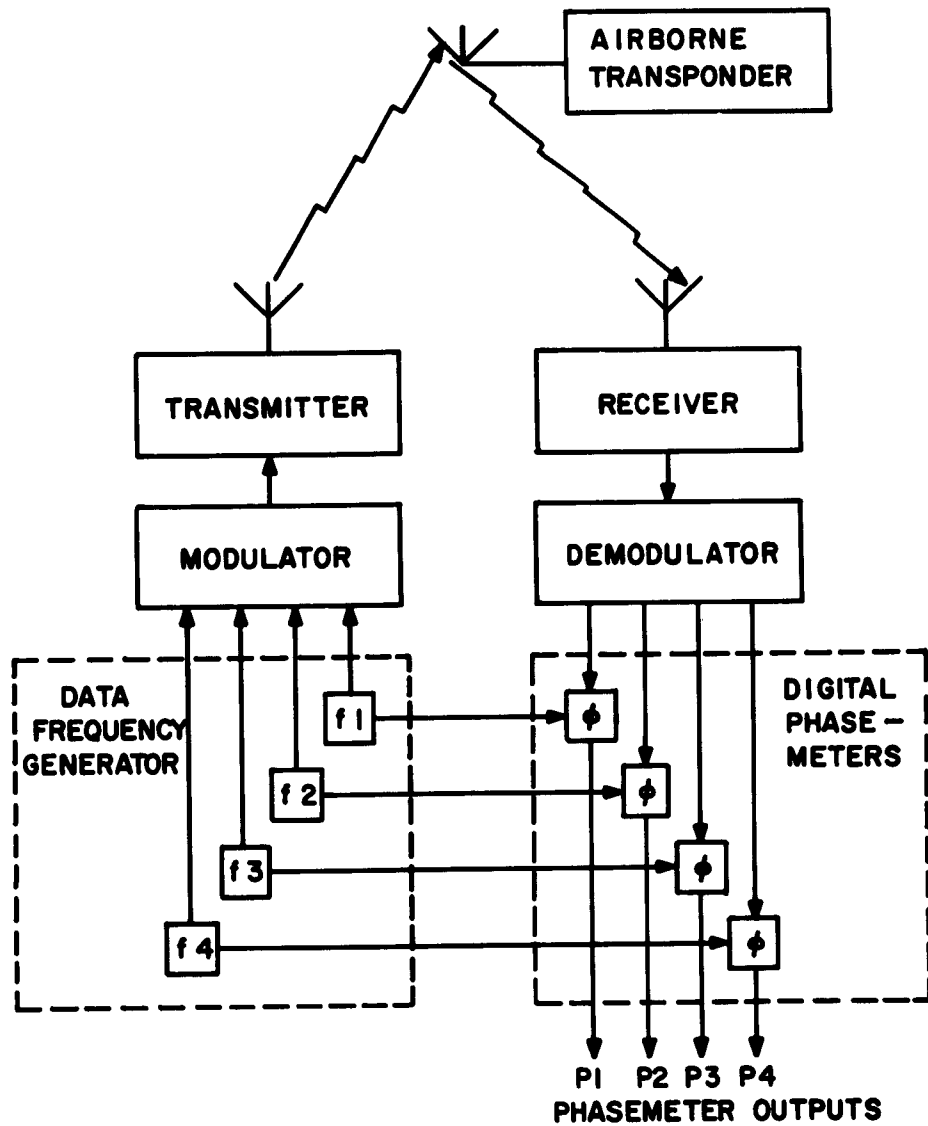 AIRBORNE
TRANSPONDER
TRANSMITTER
RECEIVER
MODULATOR
DEMODULATOR
DATA
FREQUENCY
GENERATOR
f1
f2
f3
f4
DIGITAL
PHASE-
METERS
ϕ
ϕ
ϕ
ϕ
P1 P2 P3 P4
PHASEMETER OUTPUTS